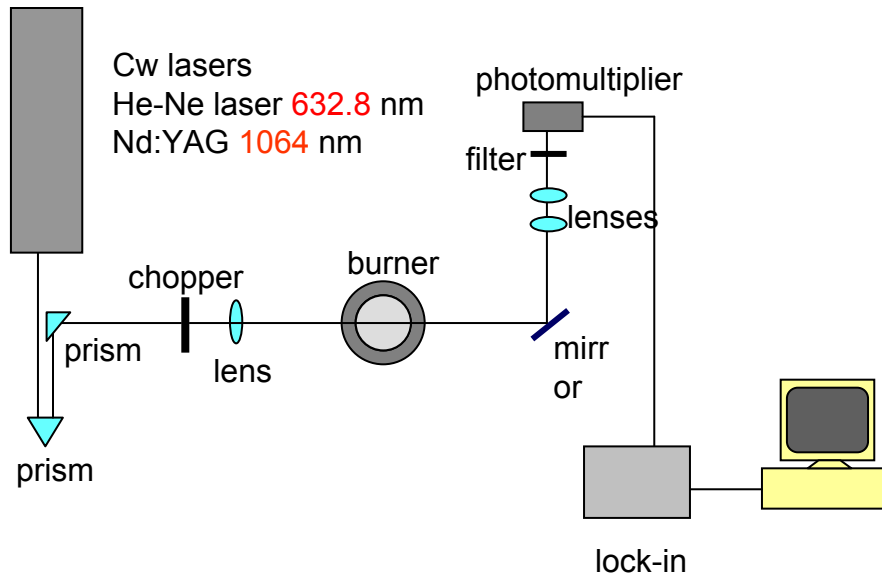 Cw lasers
He-Ne laser 632.8 nm
Nd:YAG 1064 nm
photomultiplier
filter
lenses
burner
chopper
prism
lens
mirr
or
prism
lock-in